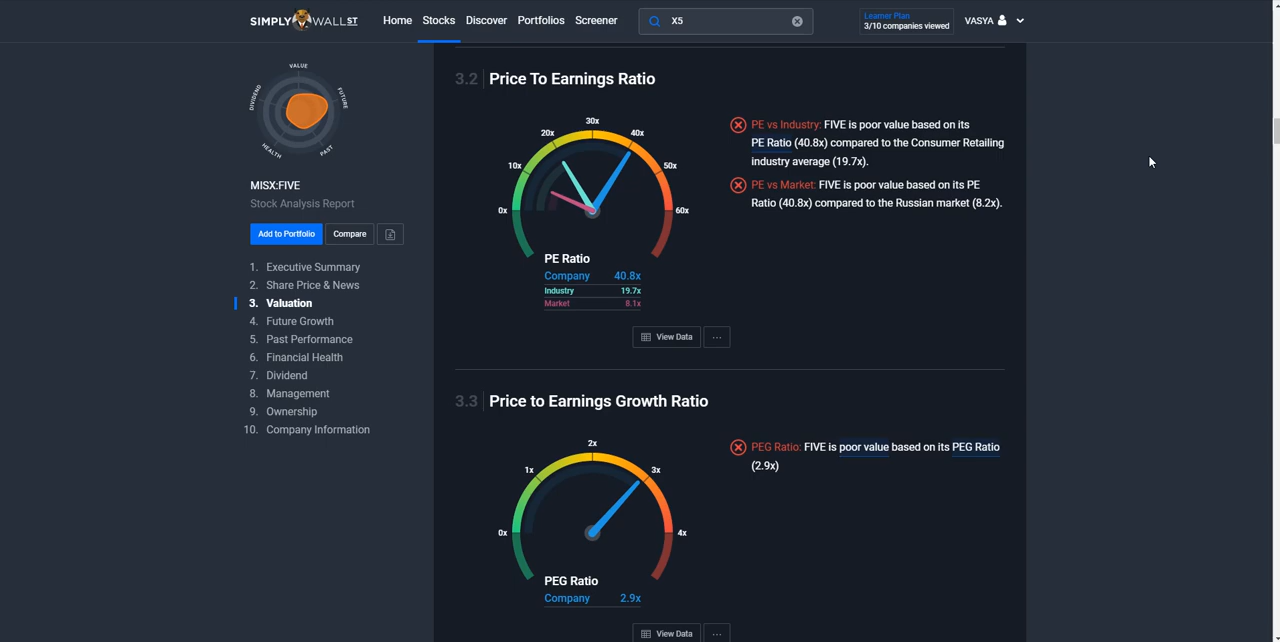 SIMPLY WALL ST
Home Stocks Discover Portfolios Screener
X5
Learner Plan
3/10 companies viewed
VASYA
VALUE
FUTURE
PAST
HEALTH
DIVIDEND
MISX:FIVE
Stock Analysis Report
Add to Portfolio Compare
1. Executive Summary
2. Share Price & News
3. Valuation
4. Future Growth
5. Past Performance
6. Financial Health
7. Dividend
8. Management
9. Ownership
10. Company Information
3.2 Price To Earnings Ratio
0x
10x
20x
30x
40x
50x
60x
PE Ratio
Company 40.8x
Industry 19.7x
Market 8.1x
PE vs Industry: FIVE is poor value based on its
PE Ratio (40.8x) compared to the Consumer Retailing
industry average (19.7x).
PE vs Market: FIVE is poor value based on its PE
Ratio (40.8x) compared to the Russian market (8.2x).
View Data ...
3.3 Price to Earnings Growth Ratio
0x
1x
2x
3x
4x
PEG Ratio
Company 2.9x
PEG Ratio: FIVE is poor value based on its PEG Ratio
(2.9x)
View Data ...